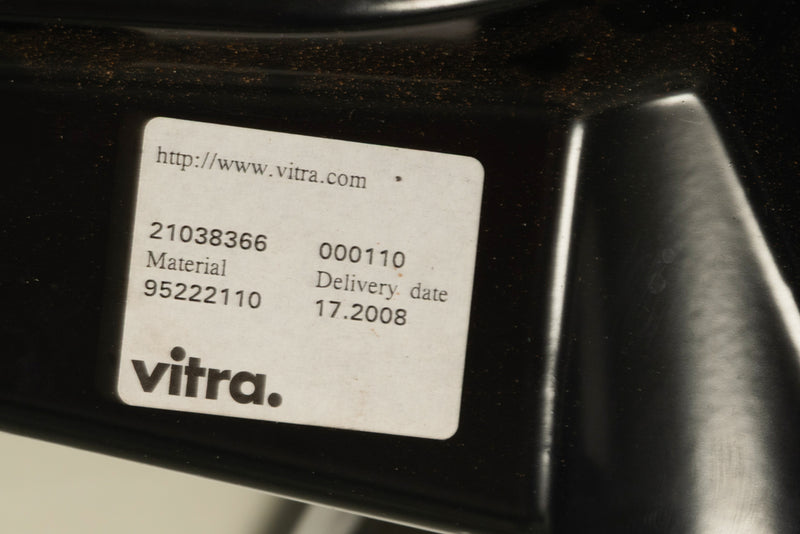 http://www.vitra.com
21038366 000110
Material Delivery date
95222110 17.2008
vitra.